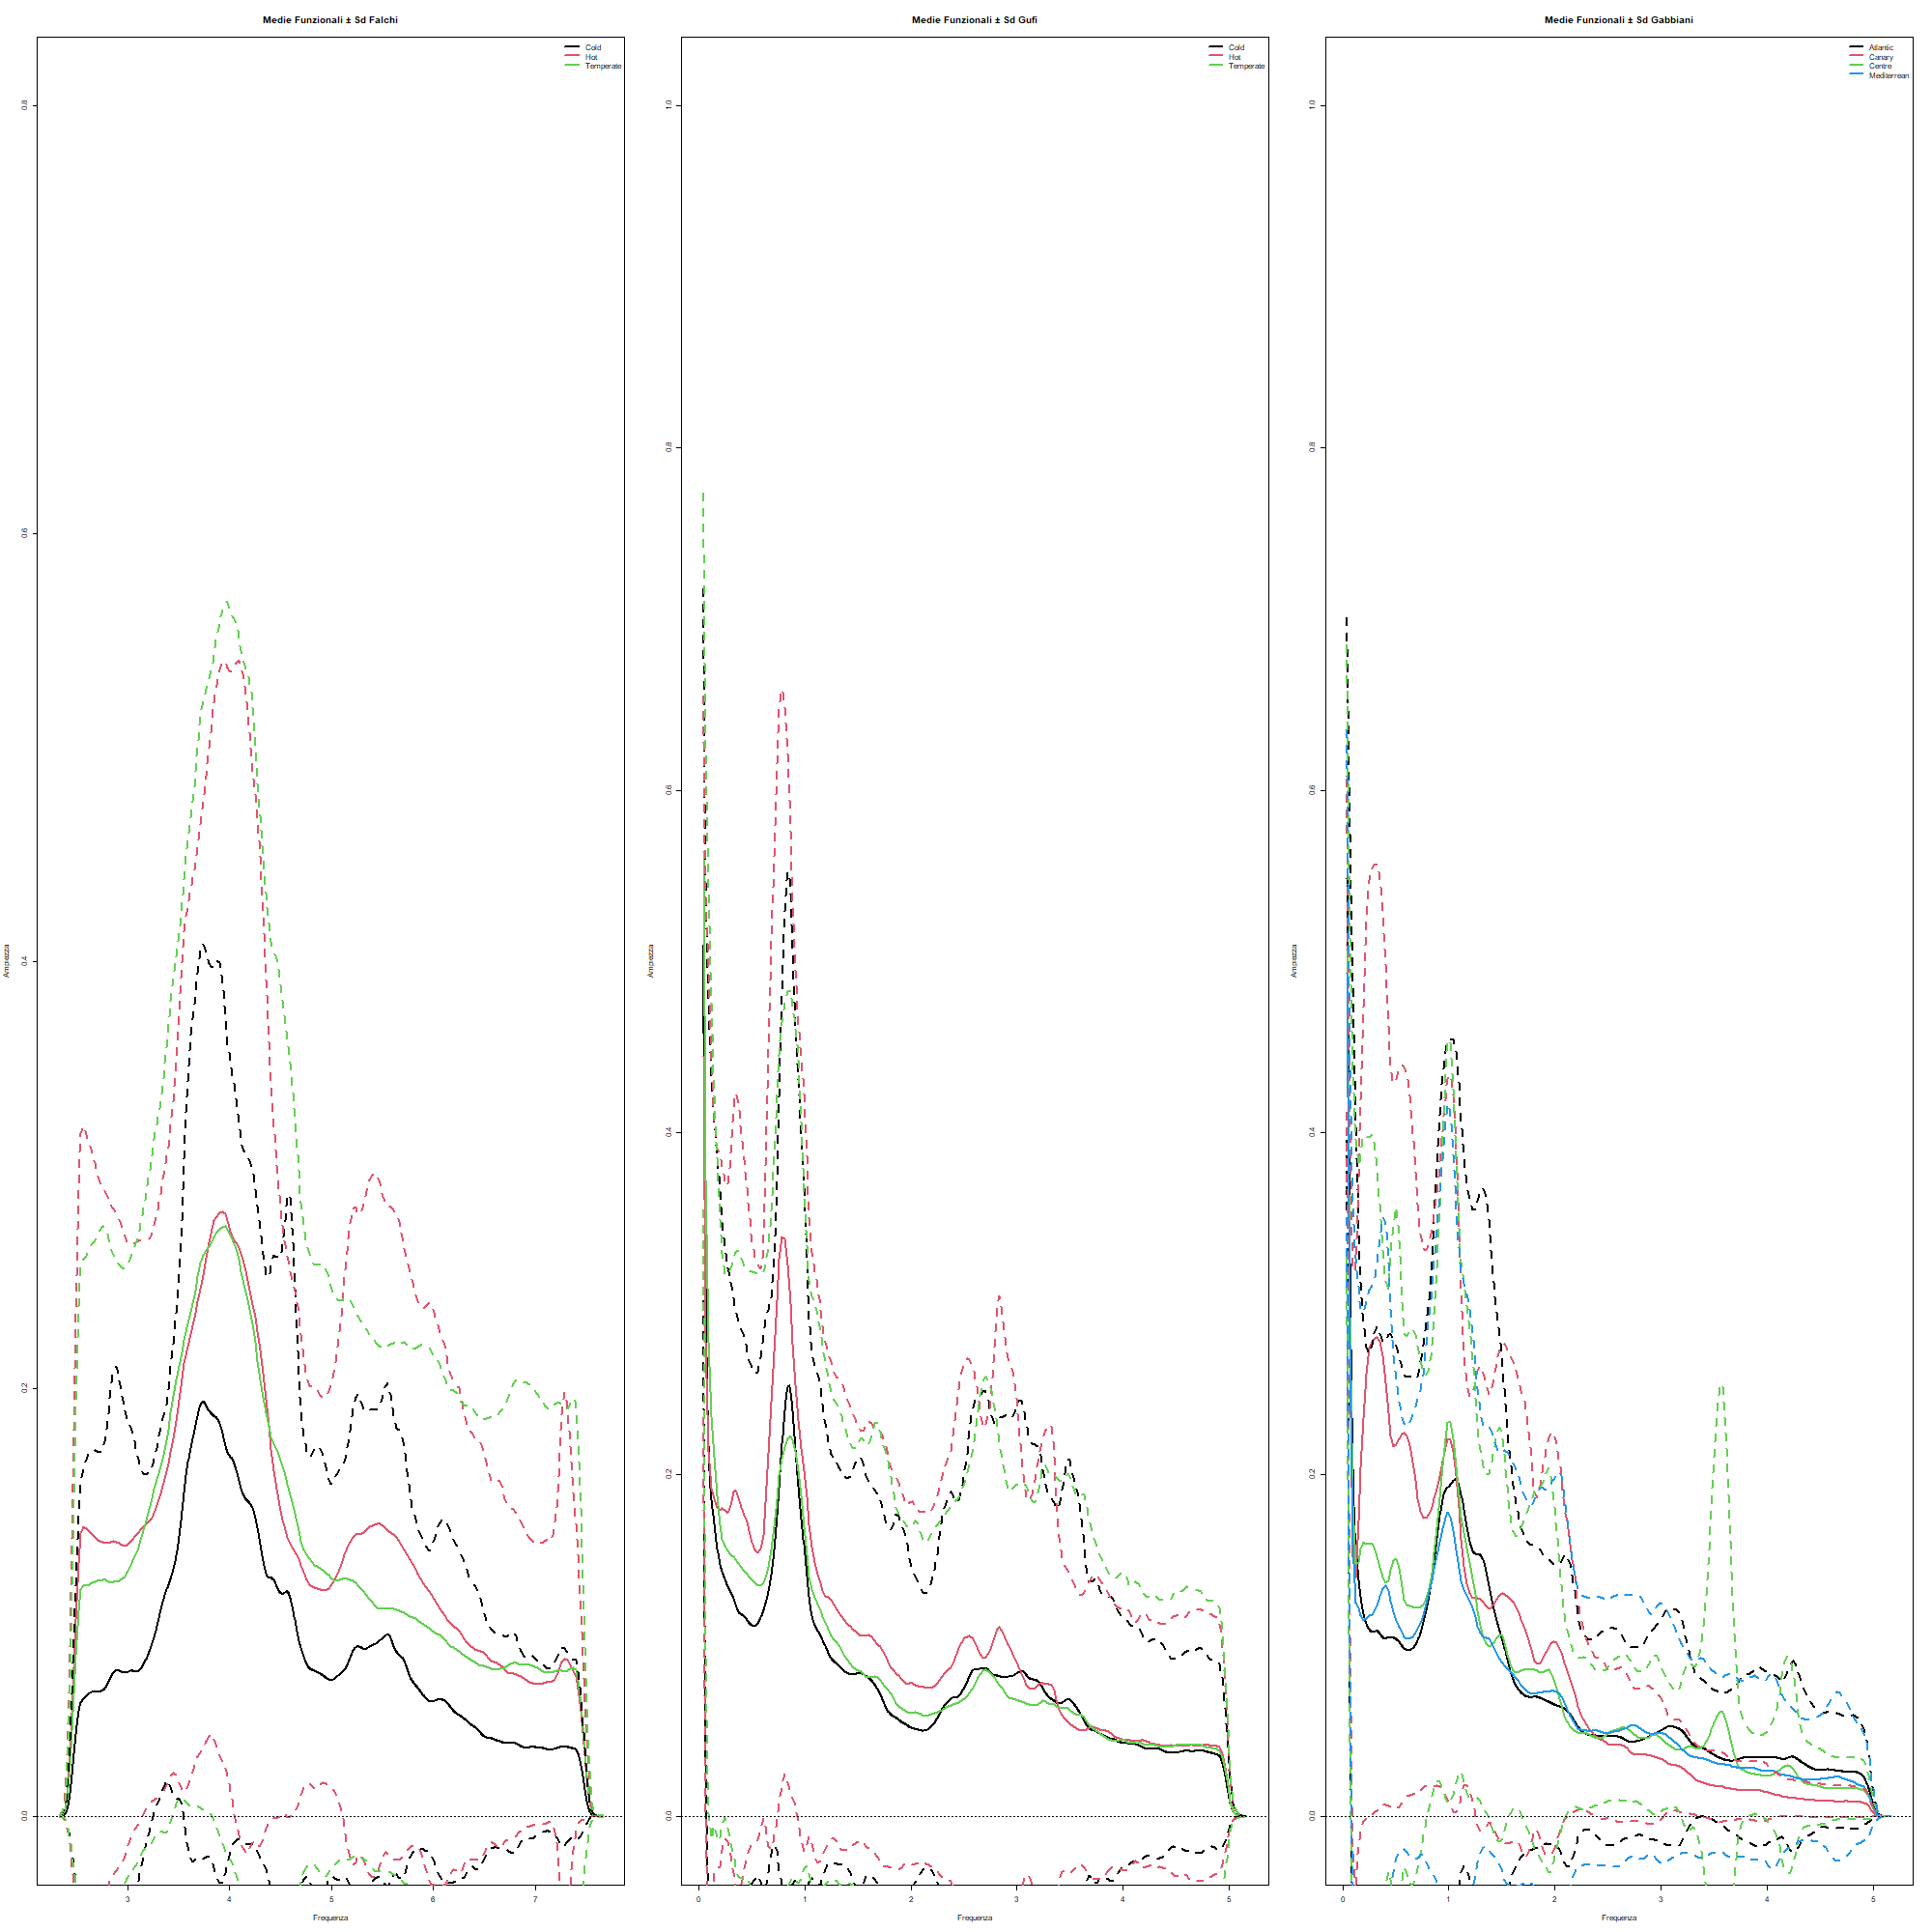 Medie Funzionali ± Sd Falchi
Cold
Hot
Temperate
0.8
0.6
0.4
0.2
0.0
Ampiezza
3 4 5 6 7
Frequenza
Medie Funzionali ± Sd Gufi
Cold
Hot
Temperate
1.0
0.8
0.6
0.4
0.2
0.0
Ampiezza
0 1 2 3 4 5
Frequenza
Medie Funzionali ± Sd Gabbiani
Atlantic
Canary
Centre
Mediterrean
1.0
0.8
0.6
0.4
0.2
0.0
Ampiezza
0 1 2 3 4 5
Frequenza